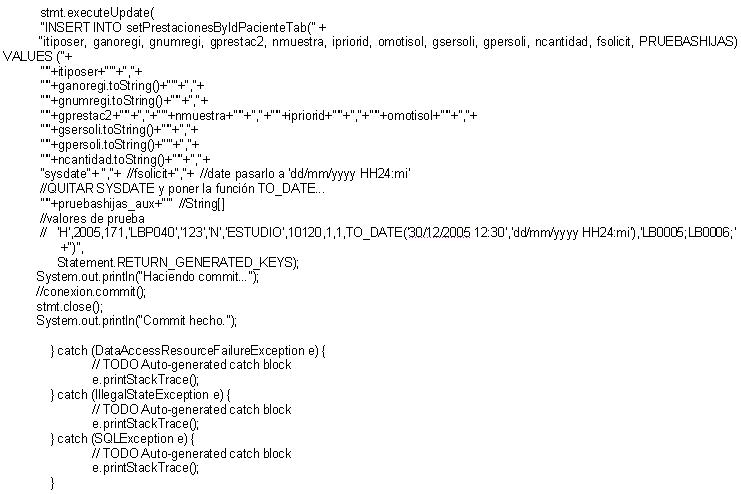 stmt.executeUpdate(
"INSERT INTO setPrestacionesByIdPacienteTab(" +
"itiposer, ganoregi, gnumregi, gprestac2, nmuestra, ipriorid, omotisol, gsersoli, gpersoli, ncantidad, fsolicit, PRUEBASHIJAS)
VALUES ("+
"'"+itiposer+"'"+","+
"'"+ganoregi.toString()+"'"+","+
"'"+gnumregi.toString()+"'"+","+
"'"+gprestac2+"'"+","+"'"+nmuestra+"'"+","+"'"+ipriorid+"'"+","+"'"+omotisol+"'"+","+
"'"+gsersoli.toString()+"'"+","+
"'"+gpersoli.toString()+"'"+","+
"'"+ncantidad.toString()+"'"+","+
"sysdate"+ ","+ //fsolicit+","+ //date pasarlo a 'dd/mm/yyyy HH24:mi'
//QUITAR SYSDATE y poner la función TO_DATE...
"'"+pruebashijas_aux+"'" //String[]
//valores de prueba
// 'H',2005,171,'LBP040','123','N','ESTUDIO',10120,1,1,TO_DATE('30/12/2005 12:30','dd/mm/yyyy HH24:mi'),'LB0005;LB0006;'
+")",
Statement.RETURN_GENERATED_KEYS);
System.out.println("Haciendo commit...");
//conexion.commit();
stmt.close();
System.out.println("Commit hecho.");
} catch (DataAccessResourceFailureException e) {
// TODO Auto-generated catch block
e.printStackTrace();
} catch (IllegalStateException e) {
// TODO Auto-generated catch block
e.printStackTrace();
} catch (SQLException e) {
// TODO Auto-generated catch block
e.printStackTrace();
}